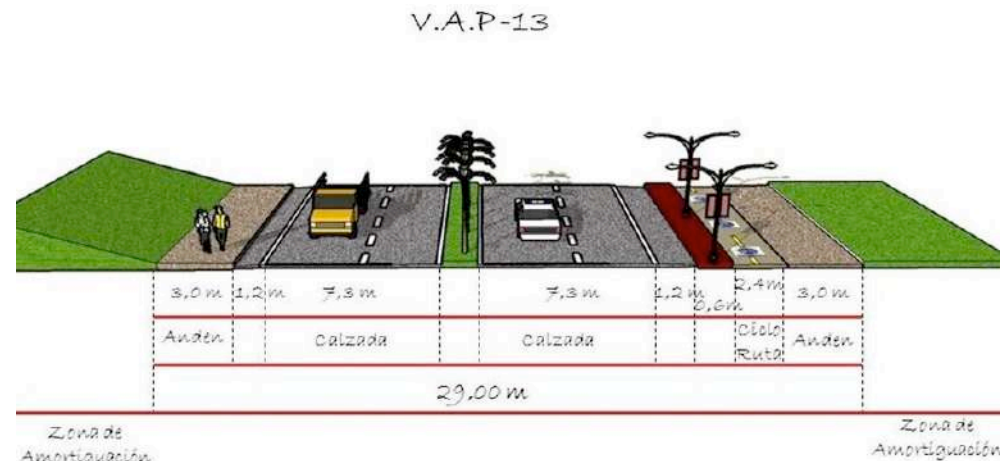 V.A.P-13
3,0 m 1,2 m 7,3 m 7,3 m 1,2 m 0,6m 2,4m 3,0 m
Anden Calzada Calzada Ciclo Ruta Anden
29,00 m
Zona de
Amortiguación
Zona de
Amortiguación